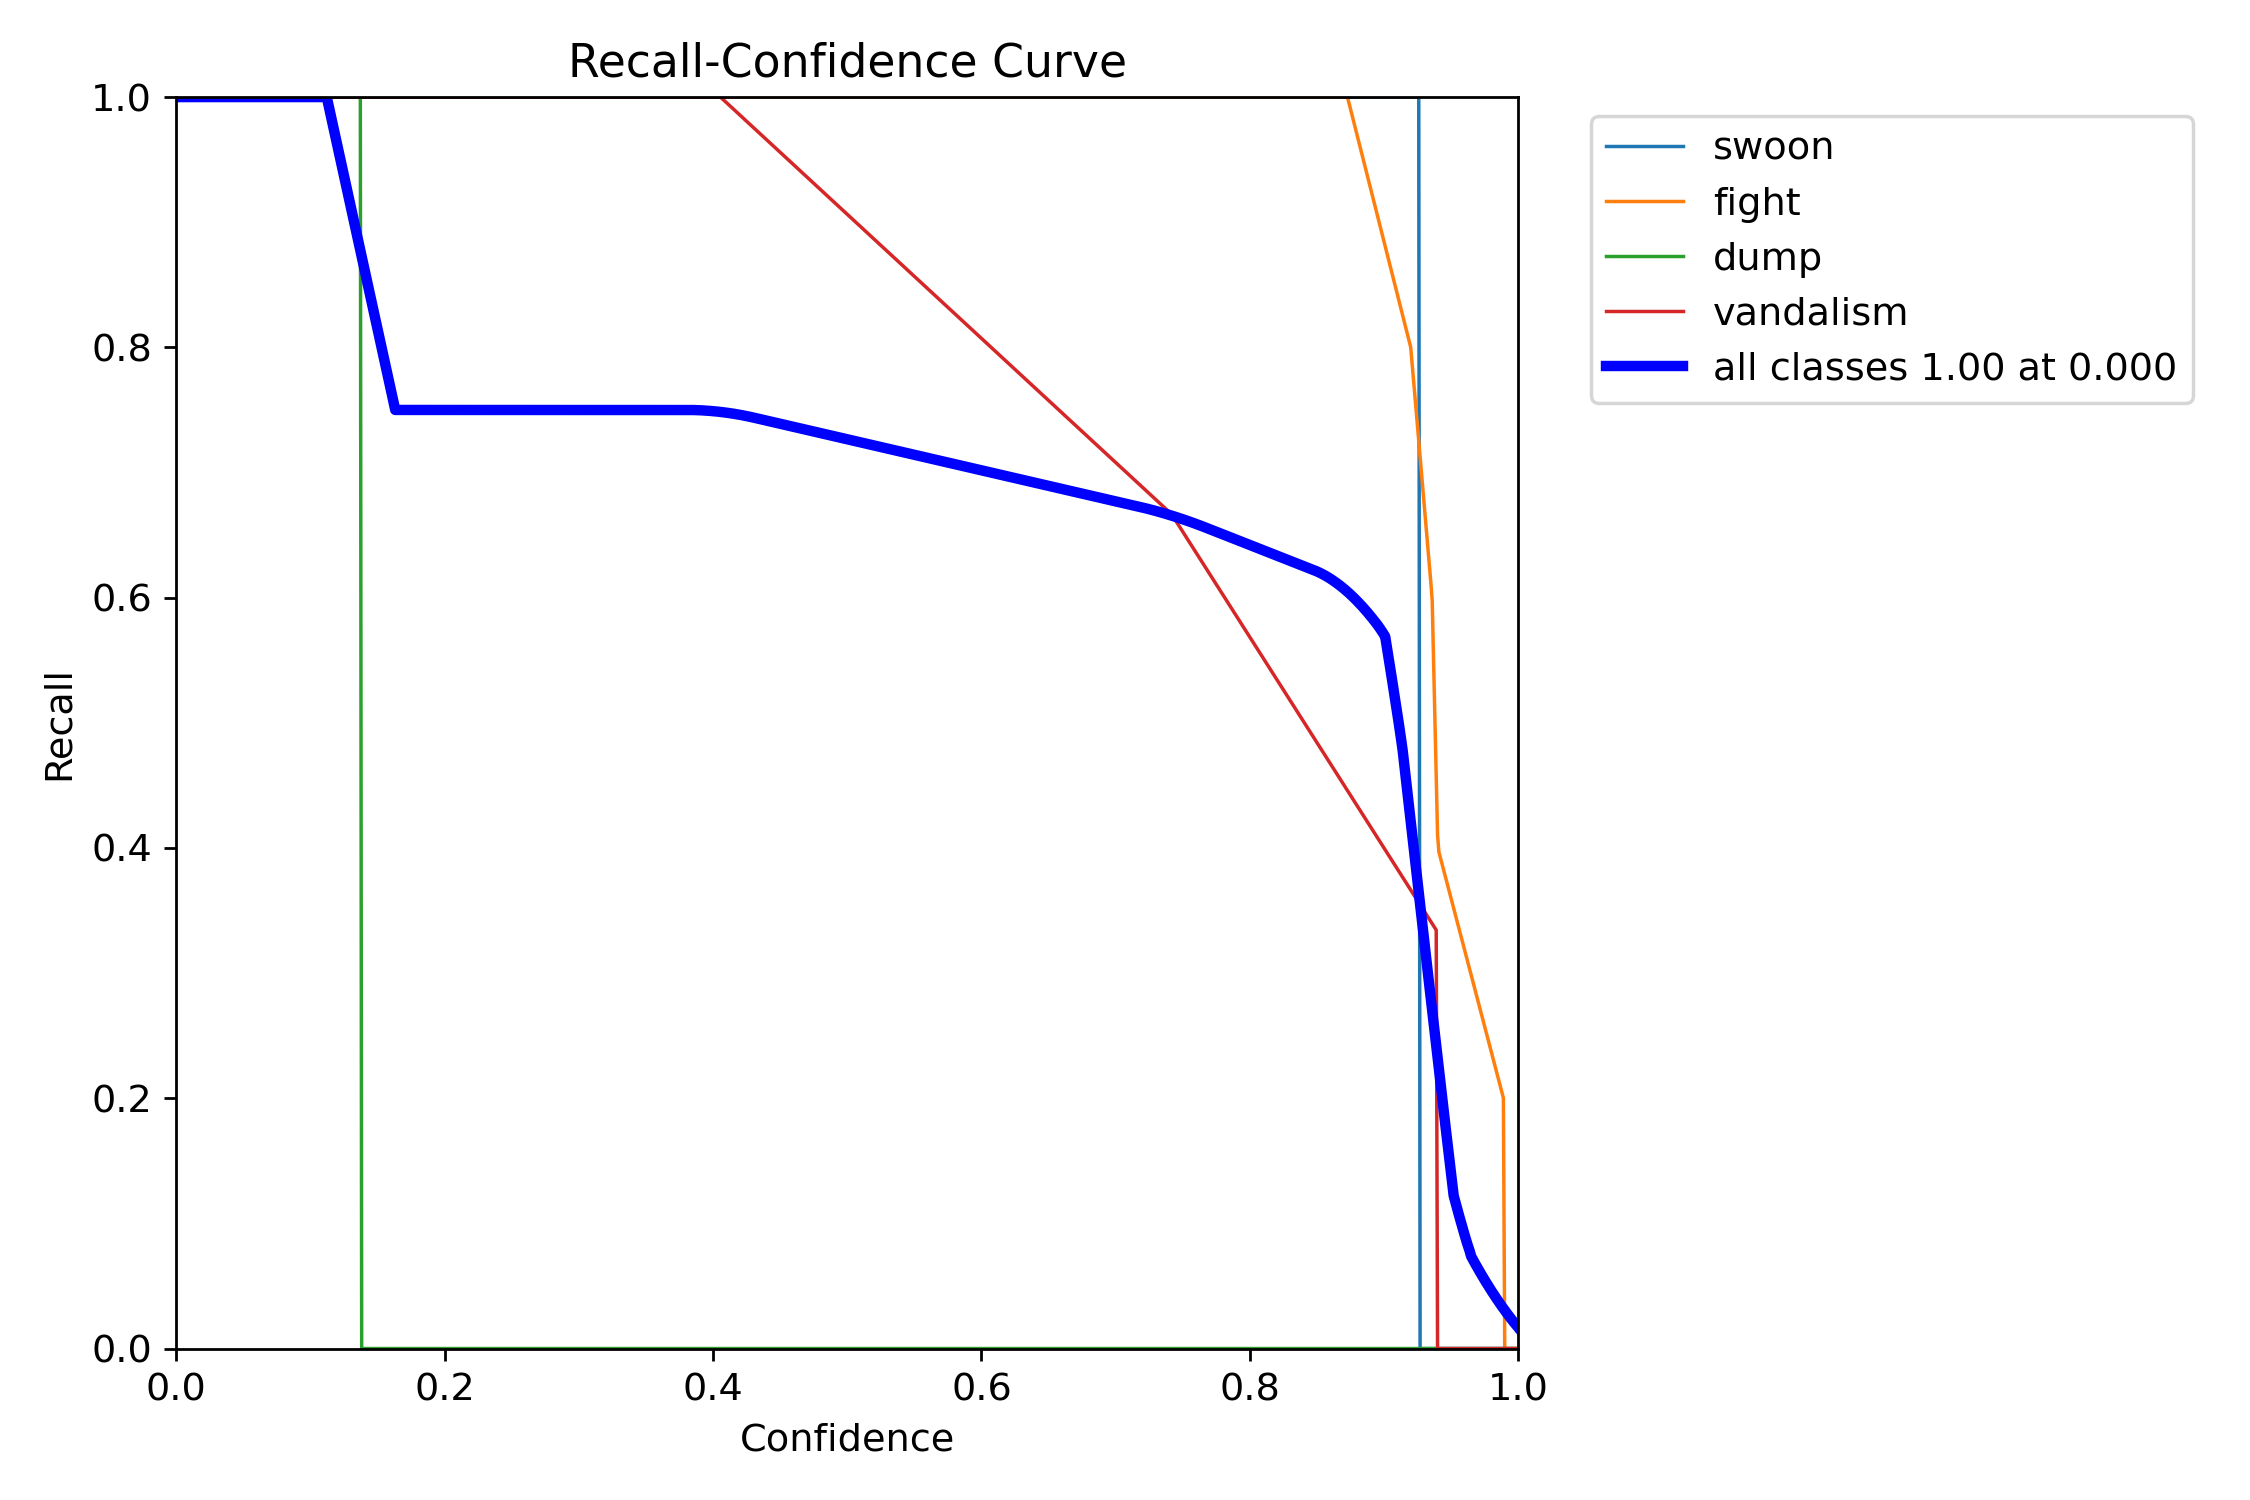 Recall-Confidence Curve
1.0
0.8
0.6
0.4
0.2
0.0
Recall
0.0 0.2 0.4 0.6 0.8 1.0
Confidence
swoon
fight
dump
vandalism
all classes 1.00 at 0.000